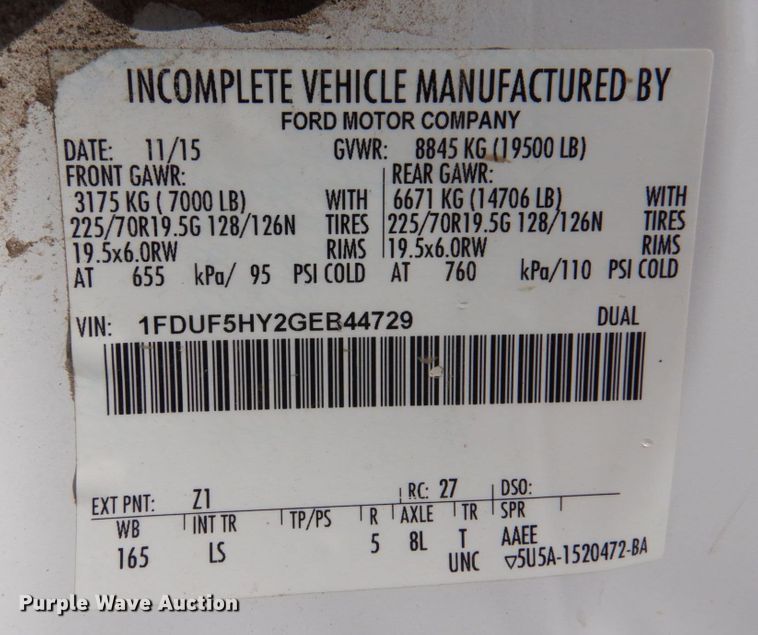 INCOMPLETE VEHICLE MANUFACTURED BY
FORD MOTOR COMPANY
DATE: 11/15 GVWR: 8845 KG (19500 LB)
FRONT GAWR: REAR GAWR:
3175 KG ( 7000 LB) WITH 6671 KG (14706 LB) WITH
225/70R19.5G 128/126N TIRES 225/70R19.5G 128/126N TIRES
19.5x6.0RW RIMS 19.5x6.0RW RIMS
AT 655 kPa/ 95 PSI COLD AT 760 kPa/110 PSI COLD
VIN: 1FDUF5HY2GEB44729 DUAL
EXT PNT: Z1 RC: 27 DSO:
WB INT TR TP/PS R AXLE TR SPR
165 LS 5 8L T AAEE
UNC ▽5U5A-1520472-BA
Purple Wave Auction